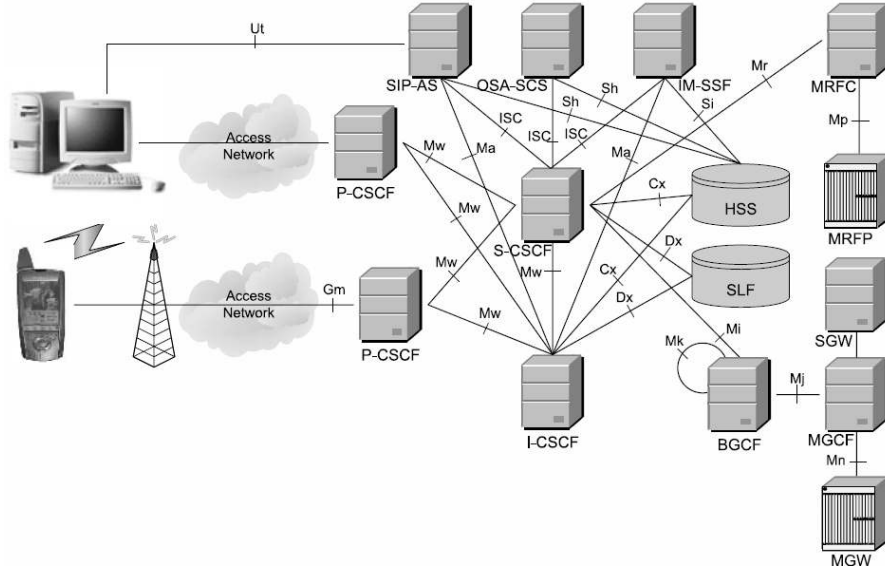 Ut
SIP-AS
OSA-SCS
IM-SSF
MRFC
Mr
Sh
Sh
Si
Mp
Access
Network
ISC
ISC
ISC
Mw
Ma
Ma
P-CSCF
Cx
HSS
MRFP
Mw
S-CSCF
Dx
Mw
Mw
Cx
SLF
Access
Network
Gm
Dx
Mw
P-CSCF
Mi
Mk
SGW
Mj
I-CSCF
BGCF
MGCF
Mn
MGW